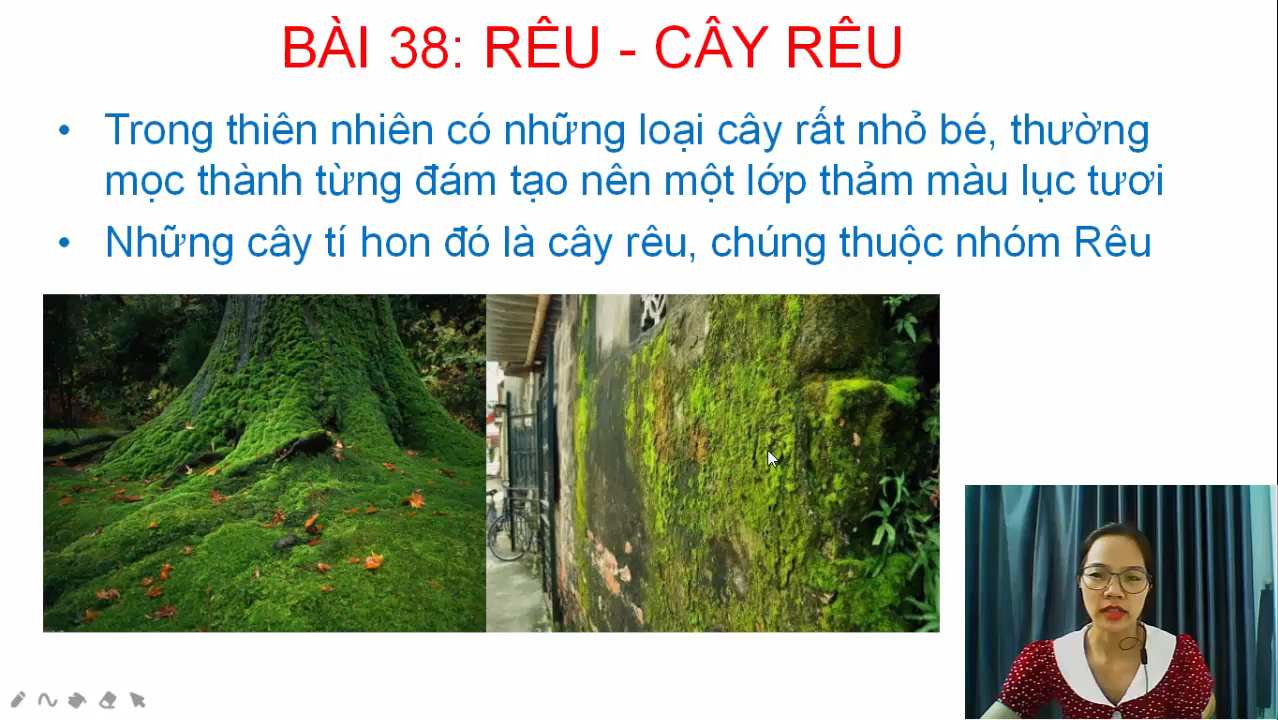 BÀI 38: RÊU - CÂY RÊU
• Trong thiên nhiên có những loại cây rất nhỏ bé, thường
mọc thành từng đám tạo nên một lớp thảm màu lục tươi
• Những cây tí hon đó là cây rêu, chúng thuộc nhóm Rêu